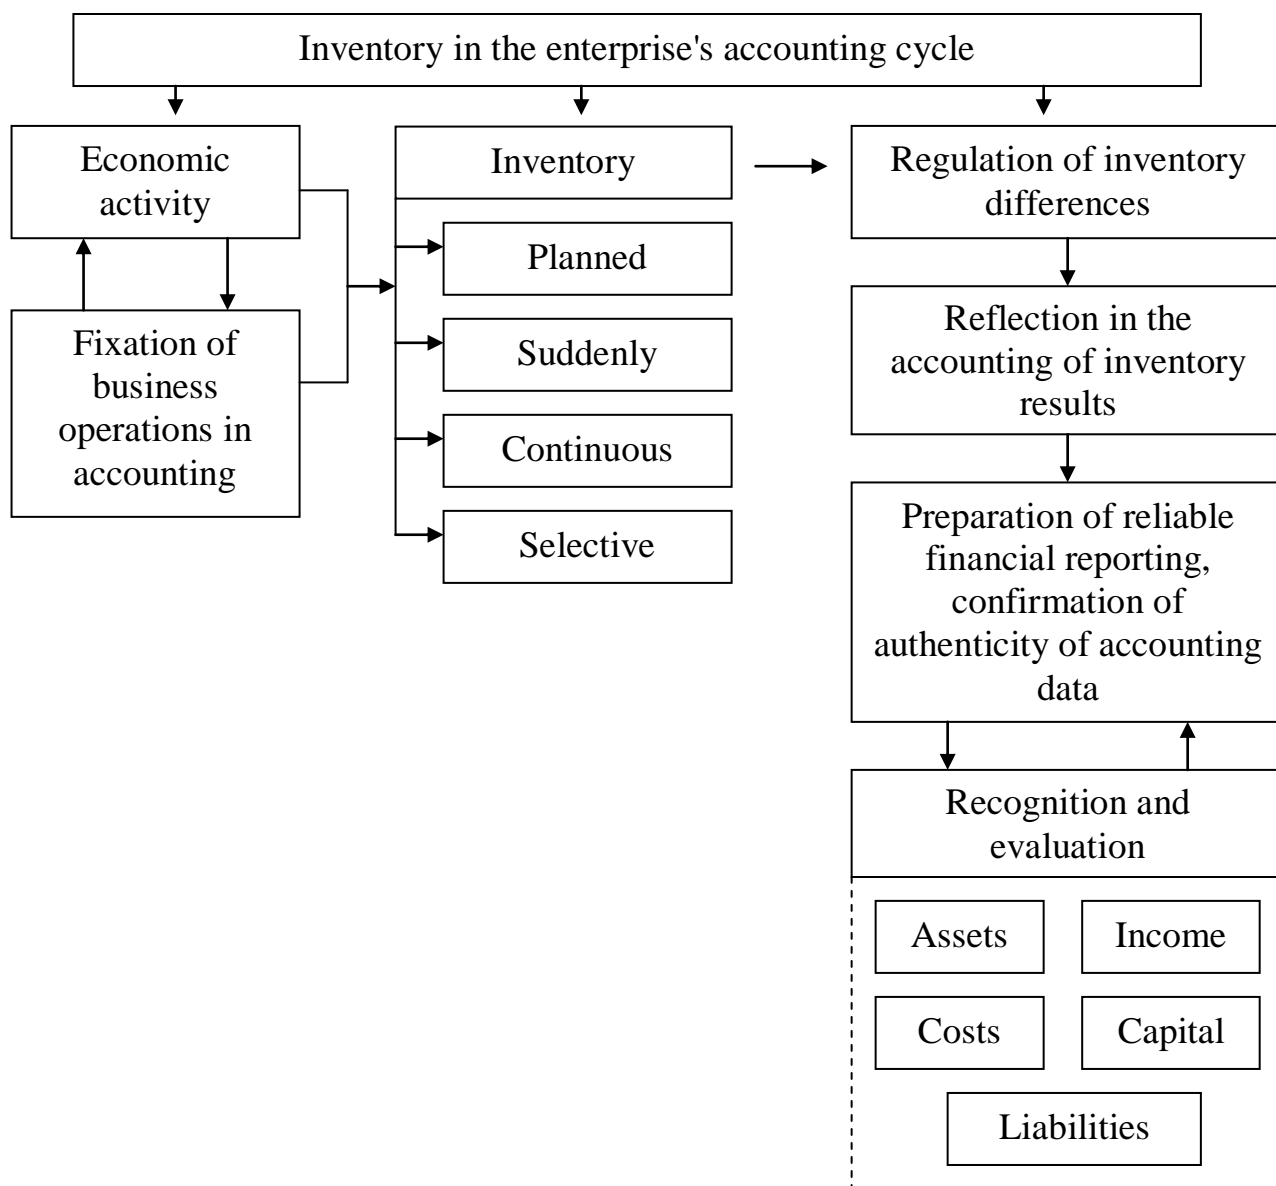 Inventory in the enterprise's accounting cycle
Economic
activity
Fixation of
business
operations in
accounting
Inventory
Planned
Suddenly
Continuous
Selective
Regulation of inventory
differences
Reflection in the
accounting of inventory
results
Preparation of reliable
financial reporting,
confirmation of
authenticity of accounting
data
Recognition and
evaluation
Assets
Income
Costs
Capital
Liabilities